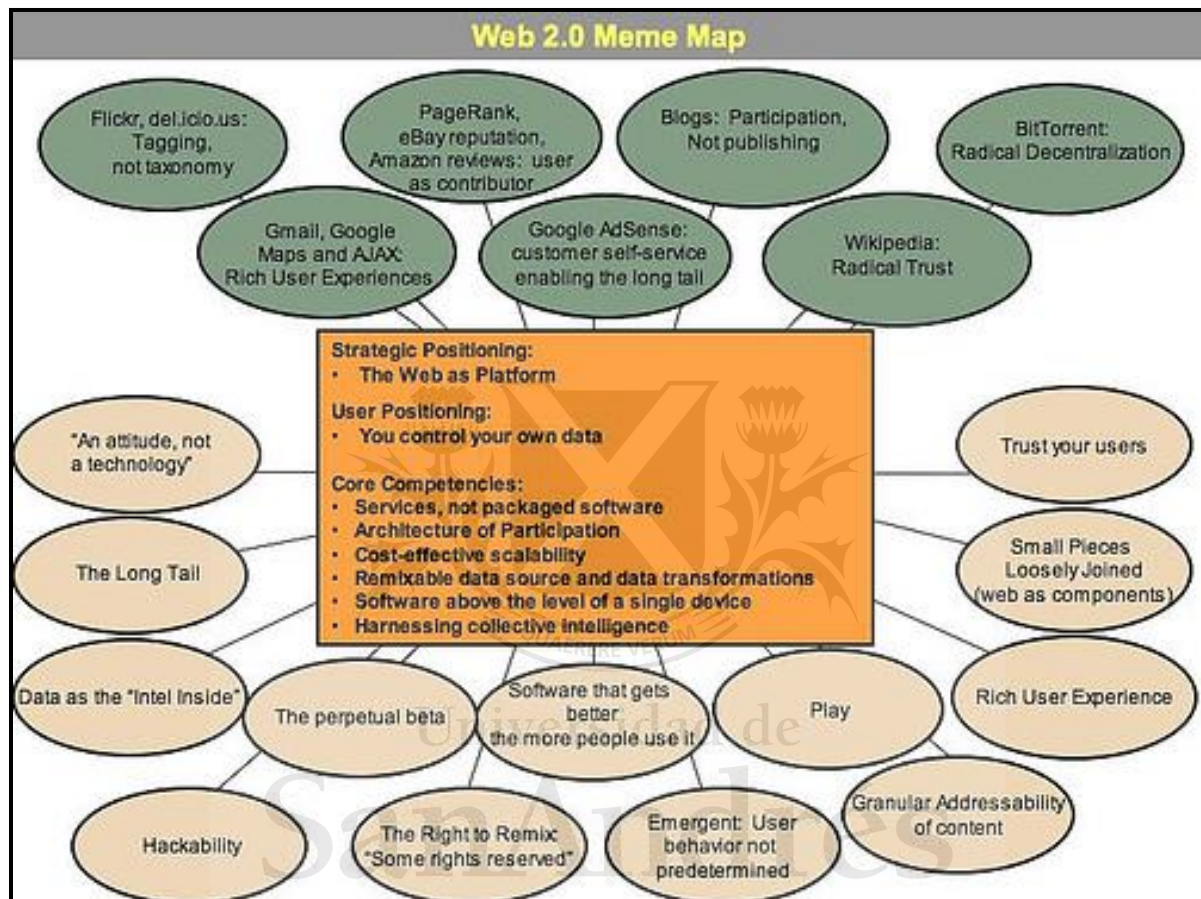 Web 2.0 Meme Map
Flickr, del.icio.us:
Tagging,
not taxonomy
PageRank,
eBay reputation,
Amazon reviews: user
as contributor
Blogs: Participation,
Not publishing
BitTorrent:
Radical Decentralization
Gmail, Google
Maps and AJAX:
Rich User Experiences
Google AdSense:
customer self-service
enabling the long tail
Wikipedia:
Radical Trust
Strategic Positioning:
• The Web as Platform
User Positioning:
• You control your own data
Core Competencies:
• Services, not packaged software
• Architecture of Participation
• Cost-effective scalability
• Remixable data source and data transformations
• Software above the level of a single device
• Harnessing collective intelligence
"An attitude, not
a technology"
Trust your users
The Long Tail
Small Pieces
Loosely Joined
(web as components)
Data as the "Intel Inside"
The perpetual beta
Software that gets
better
the more people use it
Play
Rich User Experience
Hackability
The Right to Remix:
"Some rights reserved"
Emergent: User
behavior not
predetermined
Granular Addressability
of content
QUAERERE VERUM
Universidad de
SanAndrés